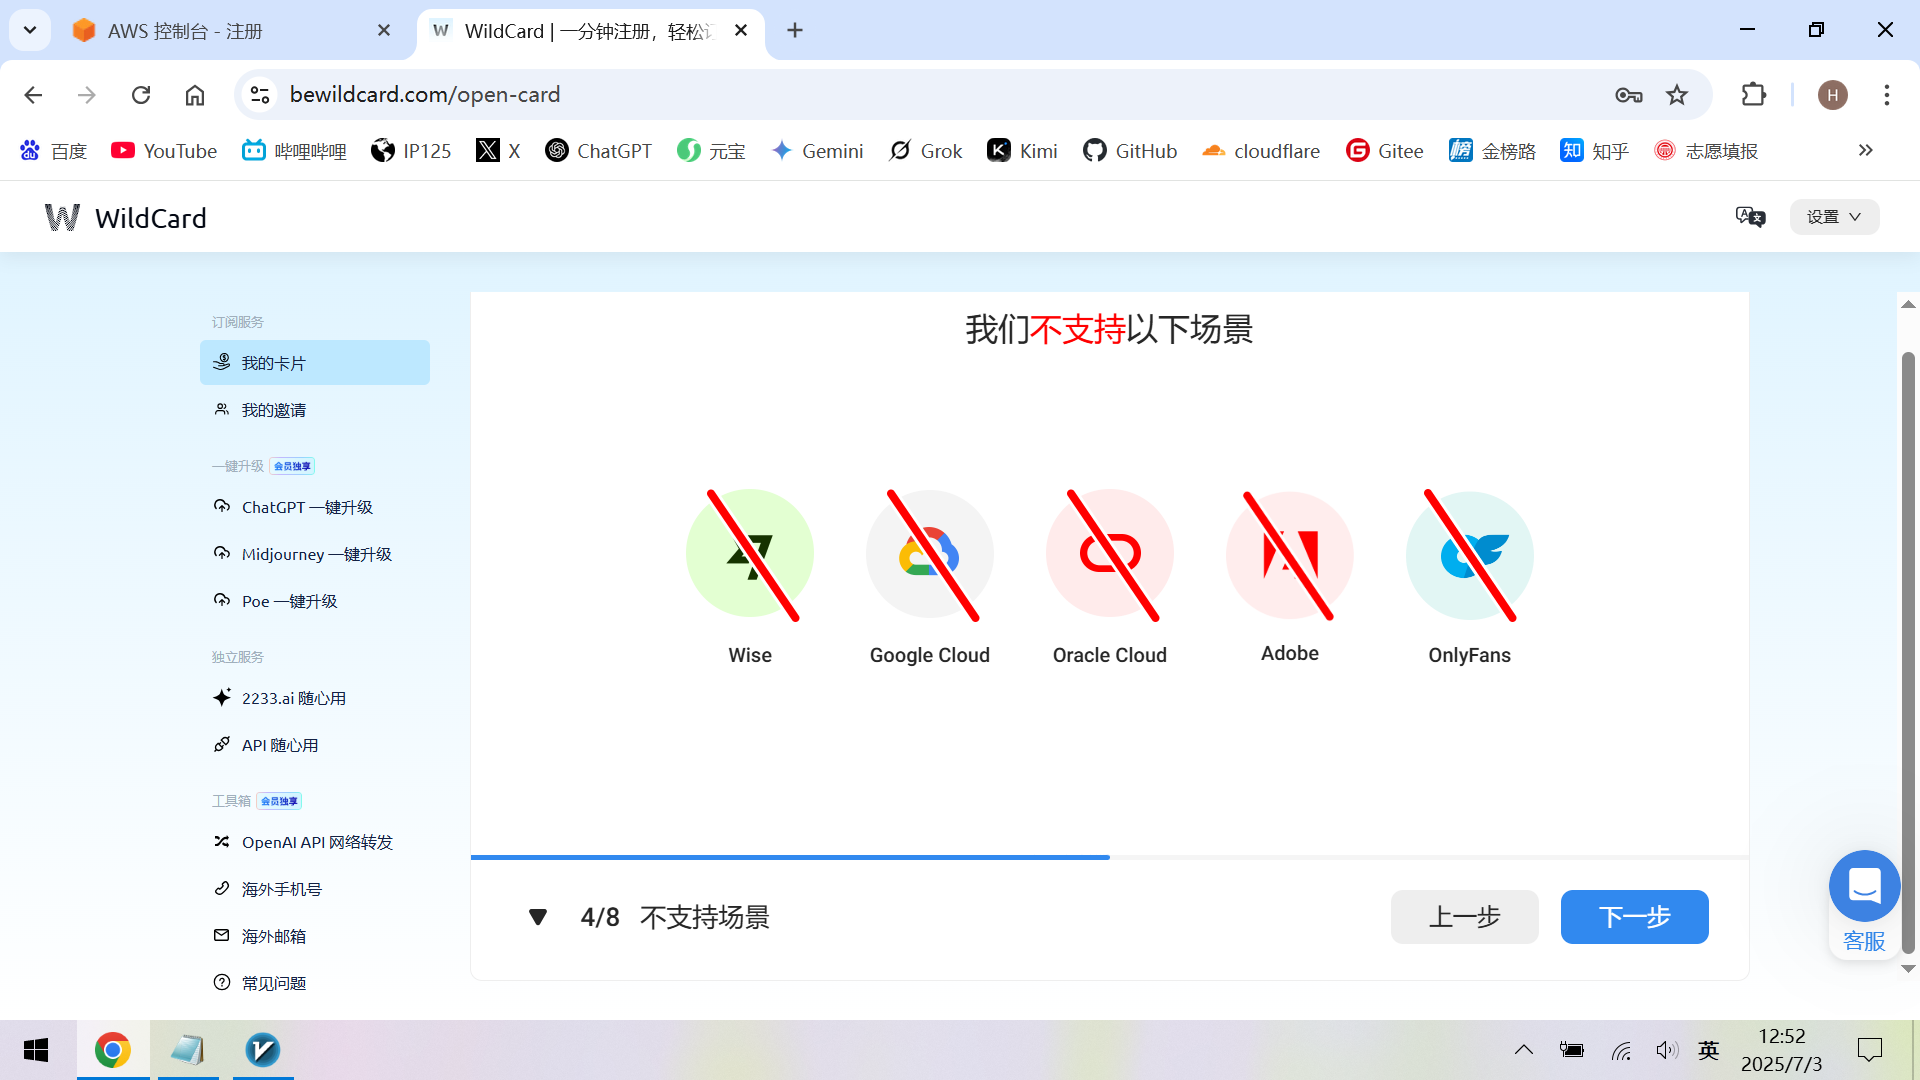 AWS 控制台 - 注册
WildCard | 一分钟注册，轻松订
bewildcard.com/open-card
H
百度
YouTube
哔哩哔哩
IP125
X
ChatGPT
元宝
Gemini
Grok
Kimi
GitHub
cloudflare
Gitee
金榜路
知乎
志愿填报
WildCard
设置
订阅服务
我的卡片
我的邀请
一键升级 会员独享
ChatGPT 一键升级
Midjourney 一键升级
Poe 一键升级
独立服务
2233.ai 随心用
API 随心用
工具箱 会员独享
OpenAI API 网络转发
海外手机号
海外邮箱
常见问题
我们不支持以下场景
Wise
Google Cloud
Oracle Cloud
Adobe
OnlyFans
4/8 不支持场景
上一步
下一步
客服
英
12:52
2025/7/3